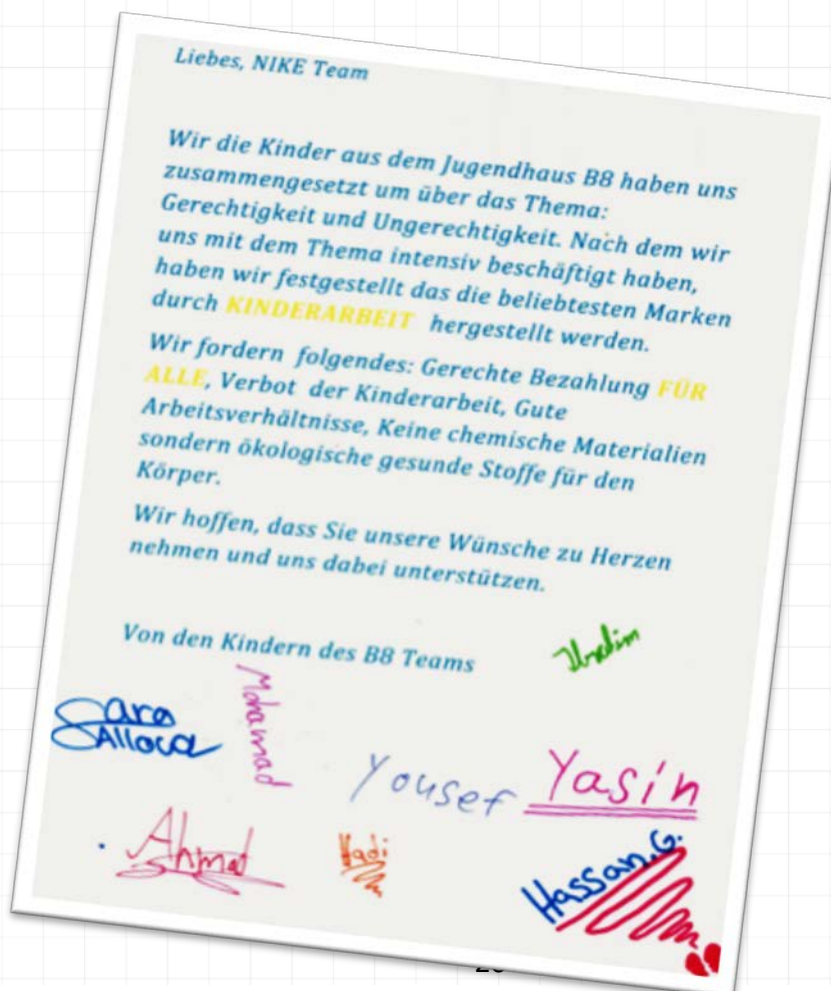 Liebes, NIKE Team
Wir die Kinder aus dem Jugendhaus B8 haben uns
zusammengesetzt um über das Thema:
Gerechtigkeit und Ungerechtigkeit. Nach dem wir
uns mit dem Thema intensiv beschäftigt haben,
haben wir festgestellt das die beliebtesten Marken
durch KINDERARBEIT hergestellt werden.
Wir fordern folgendes: Gerechte Bezahlung FÜR
ALLE, Verbot der Kinderarbeit, Gute
Arbeitsverhältnisse, Keine chemische Materialien
sondern ökologische gesunde Stoffe für den
Körper.
Wir hoffen, dass Sie unsere Wünsche zu Herzen
nehmen und uns dabei unterstützen.
Von den Kindern des B8 Teams
Mohamad
Sara
Yousef
Yasin
Ahmad
Hassan.G.